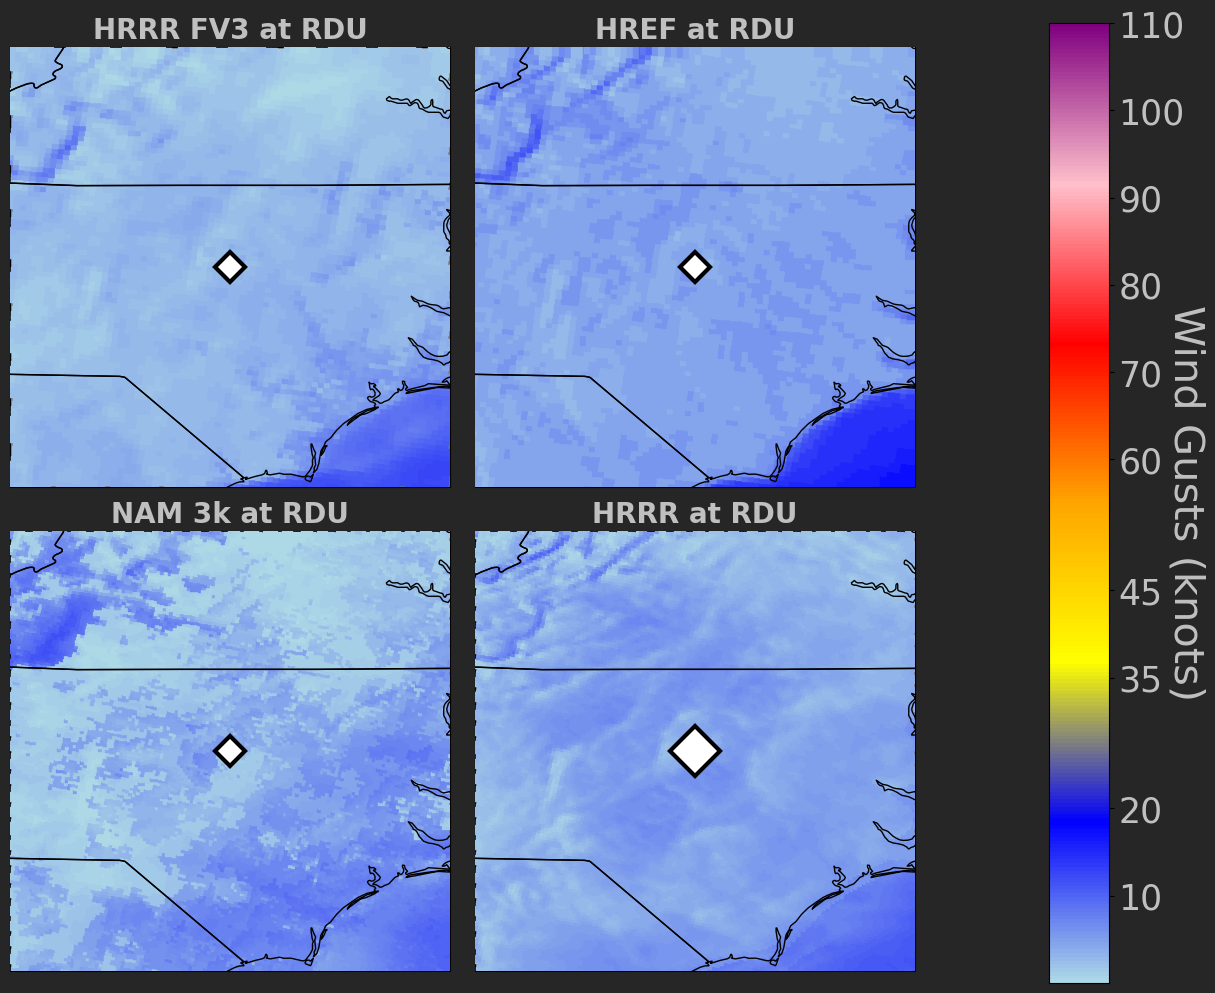 HRRR FV3 at RDU
HREF at RDU
NAM 3k at RDU
HRRR at RDU
110
100
90
80
70
60
45
35
20
10
Wind Gusts (knots)